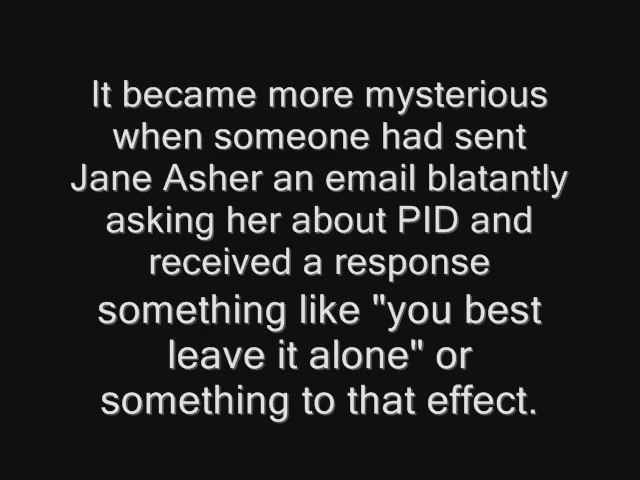 It became more mysterious
when someone had sent
Jane Asher an email blatantly
asking her about PID and
received a response
something like "you best
leave it alone" or
something to that effect.